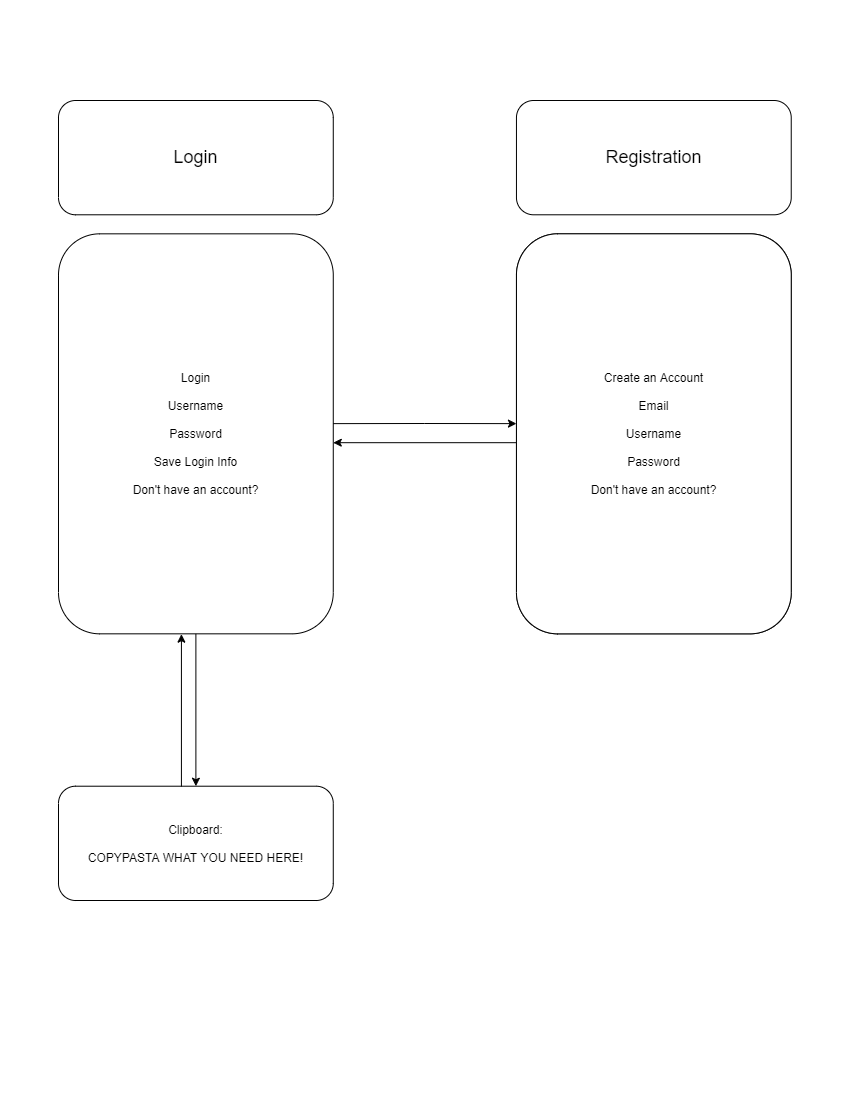 Login
Registration
Login
Username
Password
Save Login Info
Don't have an account?
Create an Account
Email
Username
Password
Don't have an account?
Clipboard:
COPYPASTA WHAT YOU NEED HERE!